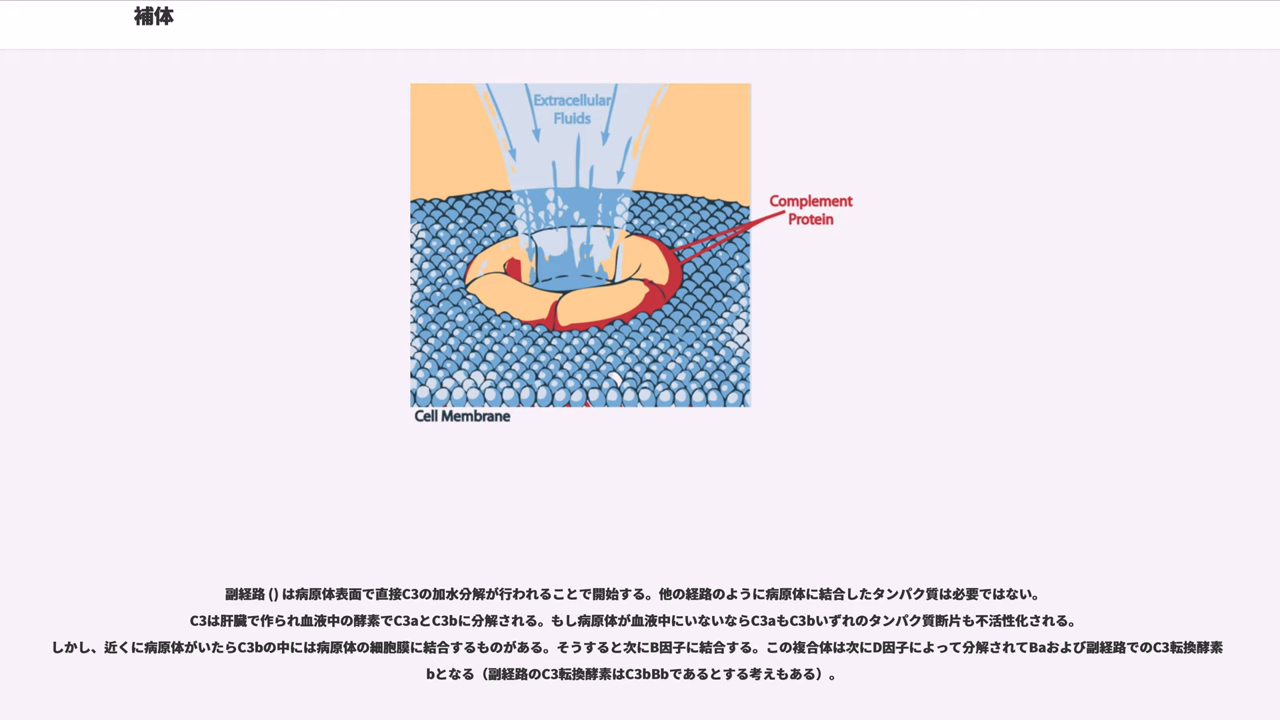 補体
Extracellular
Fluids
Complement
Protein
Cell Membrane
副経路 () は病原体表面で直接C3の加水分解が行われることで開始する。他の経路のように病原体に結合したタンパク質は必要ではない。
C3は肝臓で作られ血液中の酵素でC3aとC3bに分解される。もし病原体が血液中にいないならC3aもC3bいずれのタンパク質断片も不活性化される。
しかし、近くに病原体がいたらC3bの中には病原体の細胞膜に結合するものがある。そうすると次にB因子に結合する。この複合体は次にD因子によって分解されてBaおよび副経路でのC3転換酵素
bとなる（副経路のC3転換酵素はC3bBbであるとする考えもある）。